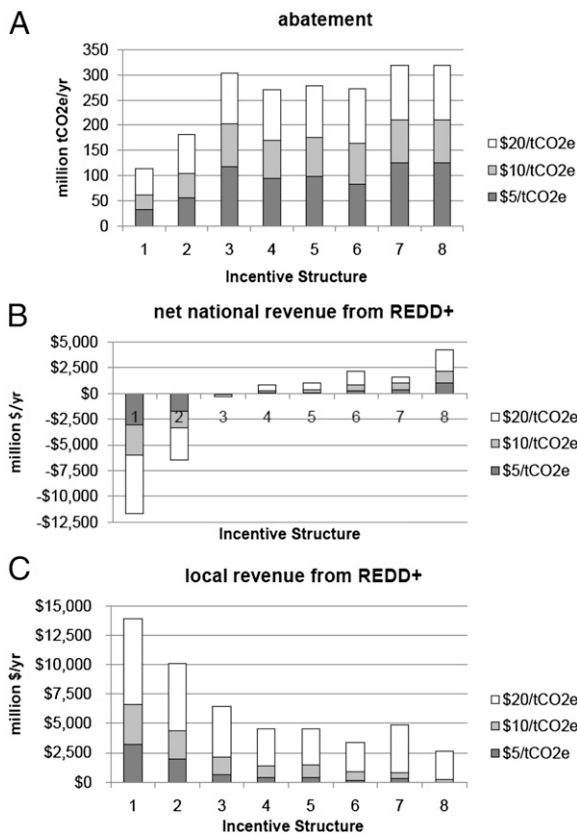 A
abatement
million tCO2e/yr
350
300
250
200
150
100
50
0
1 2 3 4 5 6 7 8
Incentive Structure
$20/tCO2e
$10/tCO2e
$5/tCO2e
B
net national revenue from REDD+
million $/yr
$5,000
$2,500
$0
-$2,500
-$5,000
-$7,500
-$10,000
-$12,500
1 2 3 4 5 6 7 8
Incentive Structure
$20/tCO2e
$10/tCO2e
$5/tCO2e
C
local revenue from REDD+
million $/yr
$15,000
$12,500
$10,000
$7,500
$5,000
$2,500
$0
1 2 3 4 5 6 7 8
Incentive Structure
$20/tCO2e
$10/tCO2e
$5/tCO2e